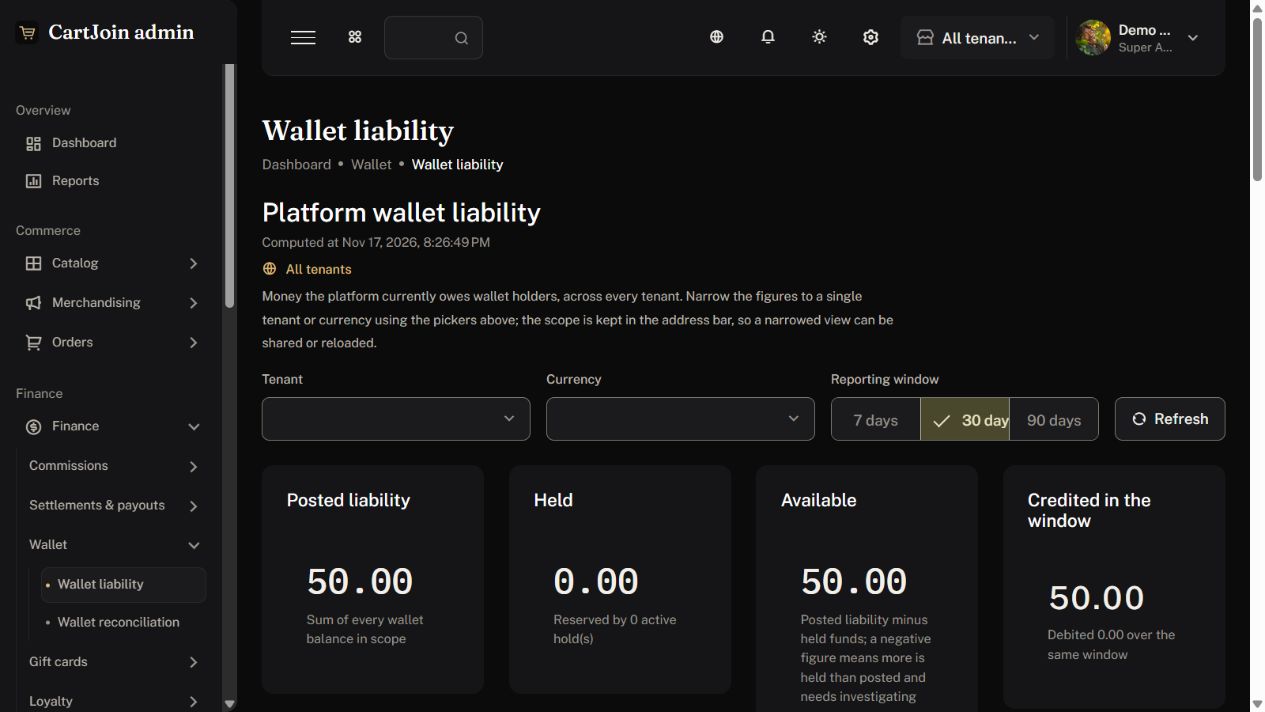 CartJoin admin
All tenan...
Demo ...
Super A...
Overview
Dashboard
Reports
Commerce
Catalog
Merchandising
Orders
Finance
Finance
Commissions
Settlements & payouts
Wallet
Wallet liability
Wallet reconciliation
Gift cards
Loyalty
Wallet liability
Dashboard • Wallet • Wallet liability
Platform wallet liability
Computed at Nov 17, 2026, 8:26:49 PM
All tenants
Money the platform currently owes wallet holders, across every tenant. Narrow the figures to a single
tenant or currency using the pickers above; the scope is kept in the address bar, so a narrowed view can be
shared or reloaded.
Tenant
Currency
Reporting window
7 days
30 day
90 days
Refresh
Posted liability
50.00
Sum of every wallet
balance in scope
Held
0.00
Reserved by 0 active
hold(s)
Available
50.00
Posted liability minus
held funds; a negative
figure means more is
held than posted and
needs investigating
Credited in the
window
50.00
Debited 0.00 over the
same window